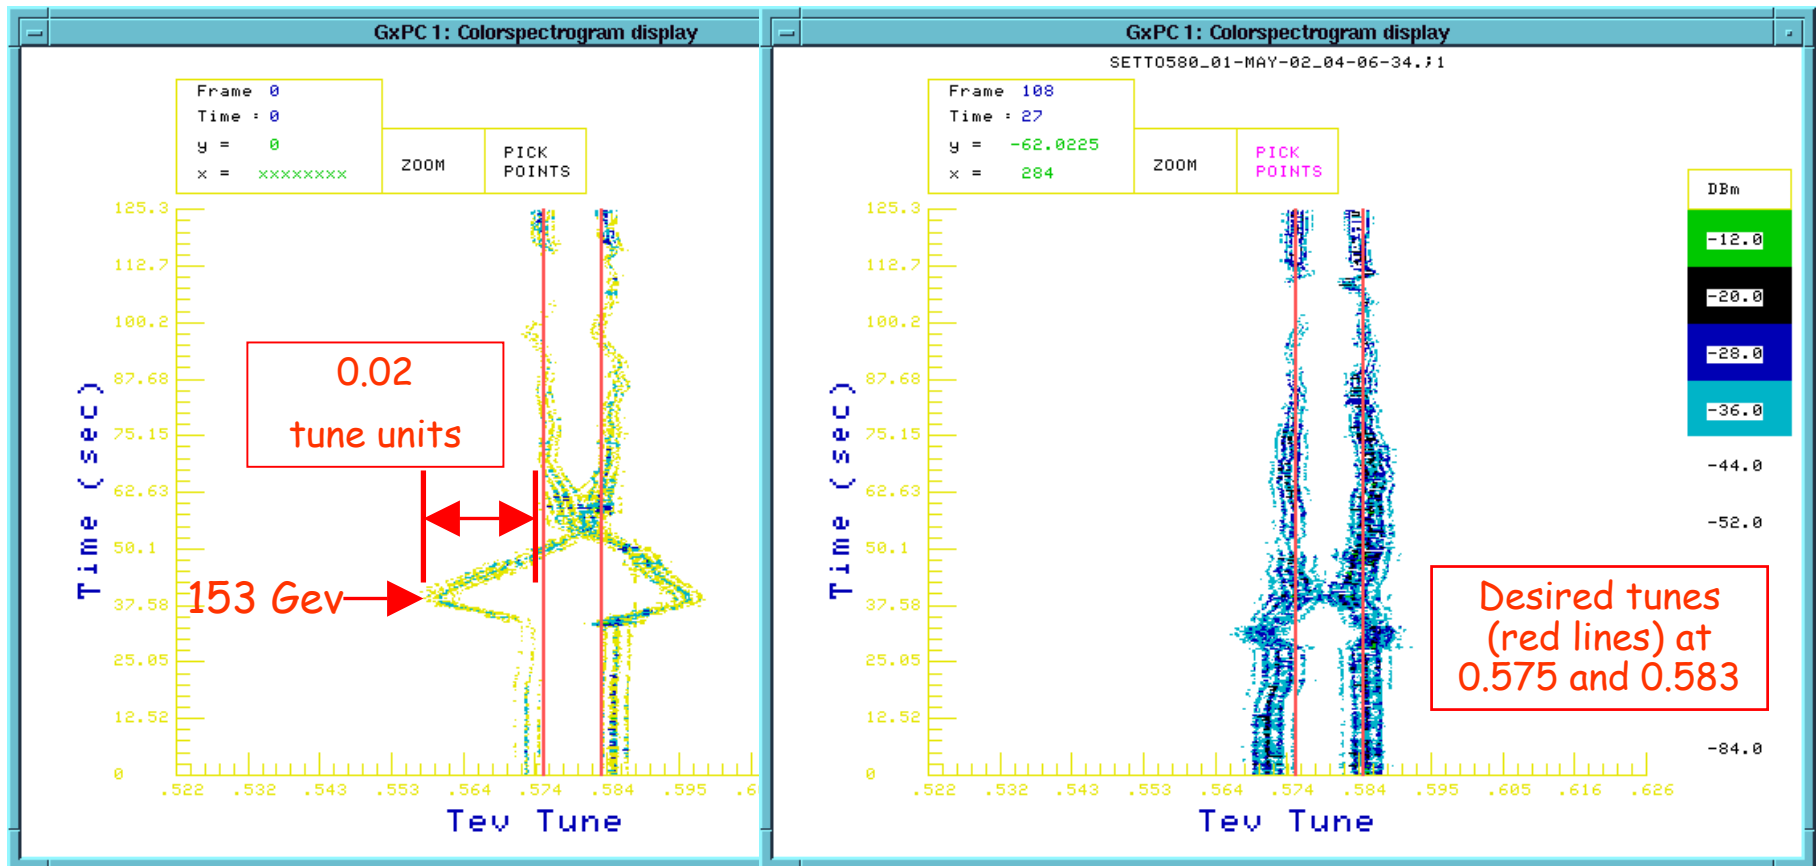 GxPC 1: Colorspectrogram display
Frame 0
Time : 0
y = 0
x = xxxxxxxx
ZOOM
PICK
POINTS
125.3
112.7
100.2
87.68
75.15
62.63
50.1
37.58
25.05
12.52
0
Time (sec)
0.02
tune units
153 Gev
.522 .532 .543 .553 .564 .574 .584 .595
Tev Tune
GxPC 1: Colorspectrogram display
SETTO580_01-MAY-02_04-06-34.;1
Frame 108
Time : 27
y = -62.0225
x = 284
ZOOM
PICK
POINTS
125.3
112.7
100.2
87.68
75.15
62.63
50.1
37.58
25.05
12.52
0
Time (sec)
.522 .532 .543 .553 .564 .574 .584 .595 .605 .616 .626
Tev Tune
DBm
-12.0
-20.0
-28.0
-36.0
-44.0
-52.0
-84.0
Desired tunes
(red lines) at
0.575 and 0.583